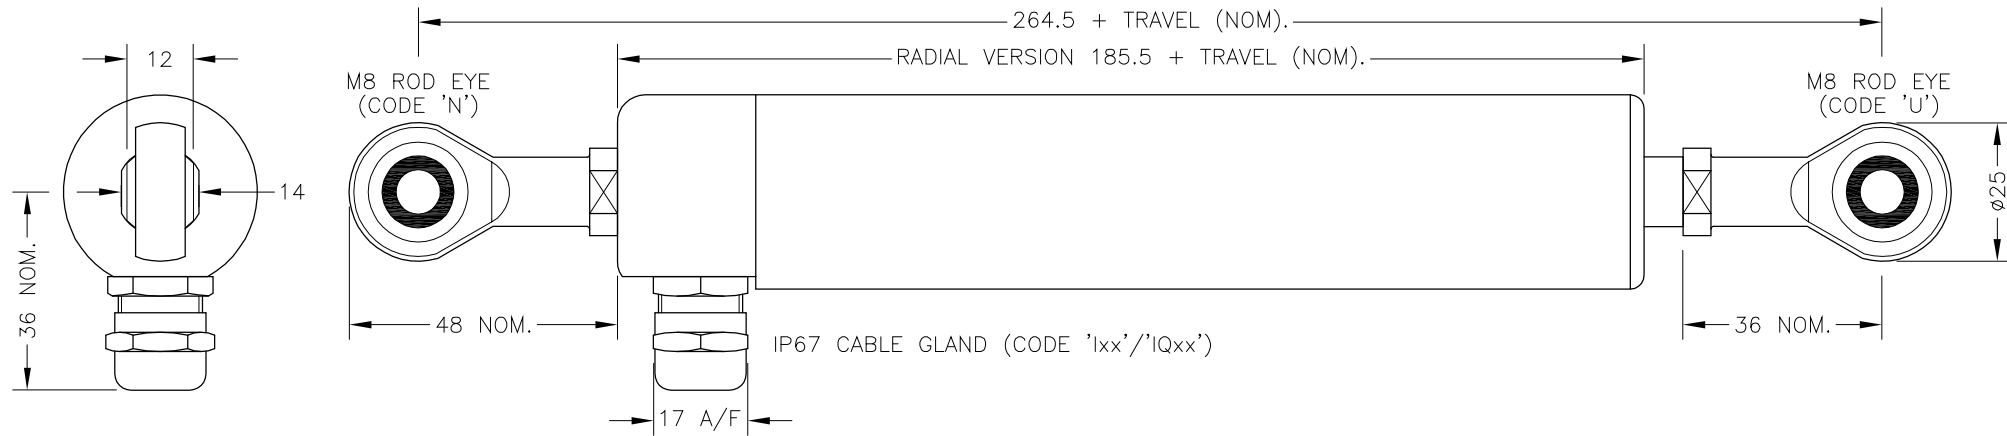 264.5 + TRAVEL (NOM).
RADIAL VERSION 185.5 + TRAVEL (NOM).
12
M8 ROD EYE
(CODE 'N')
M8 ROD EYE
(CODE 'U')
14
36 NOM.
ø25
48 NOM.
36 NOM.
IP67 CABLE GLAND (CODE 'Ixx'/'IQxx')
17 A/F